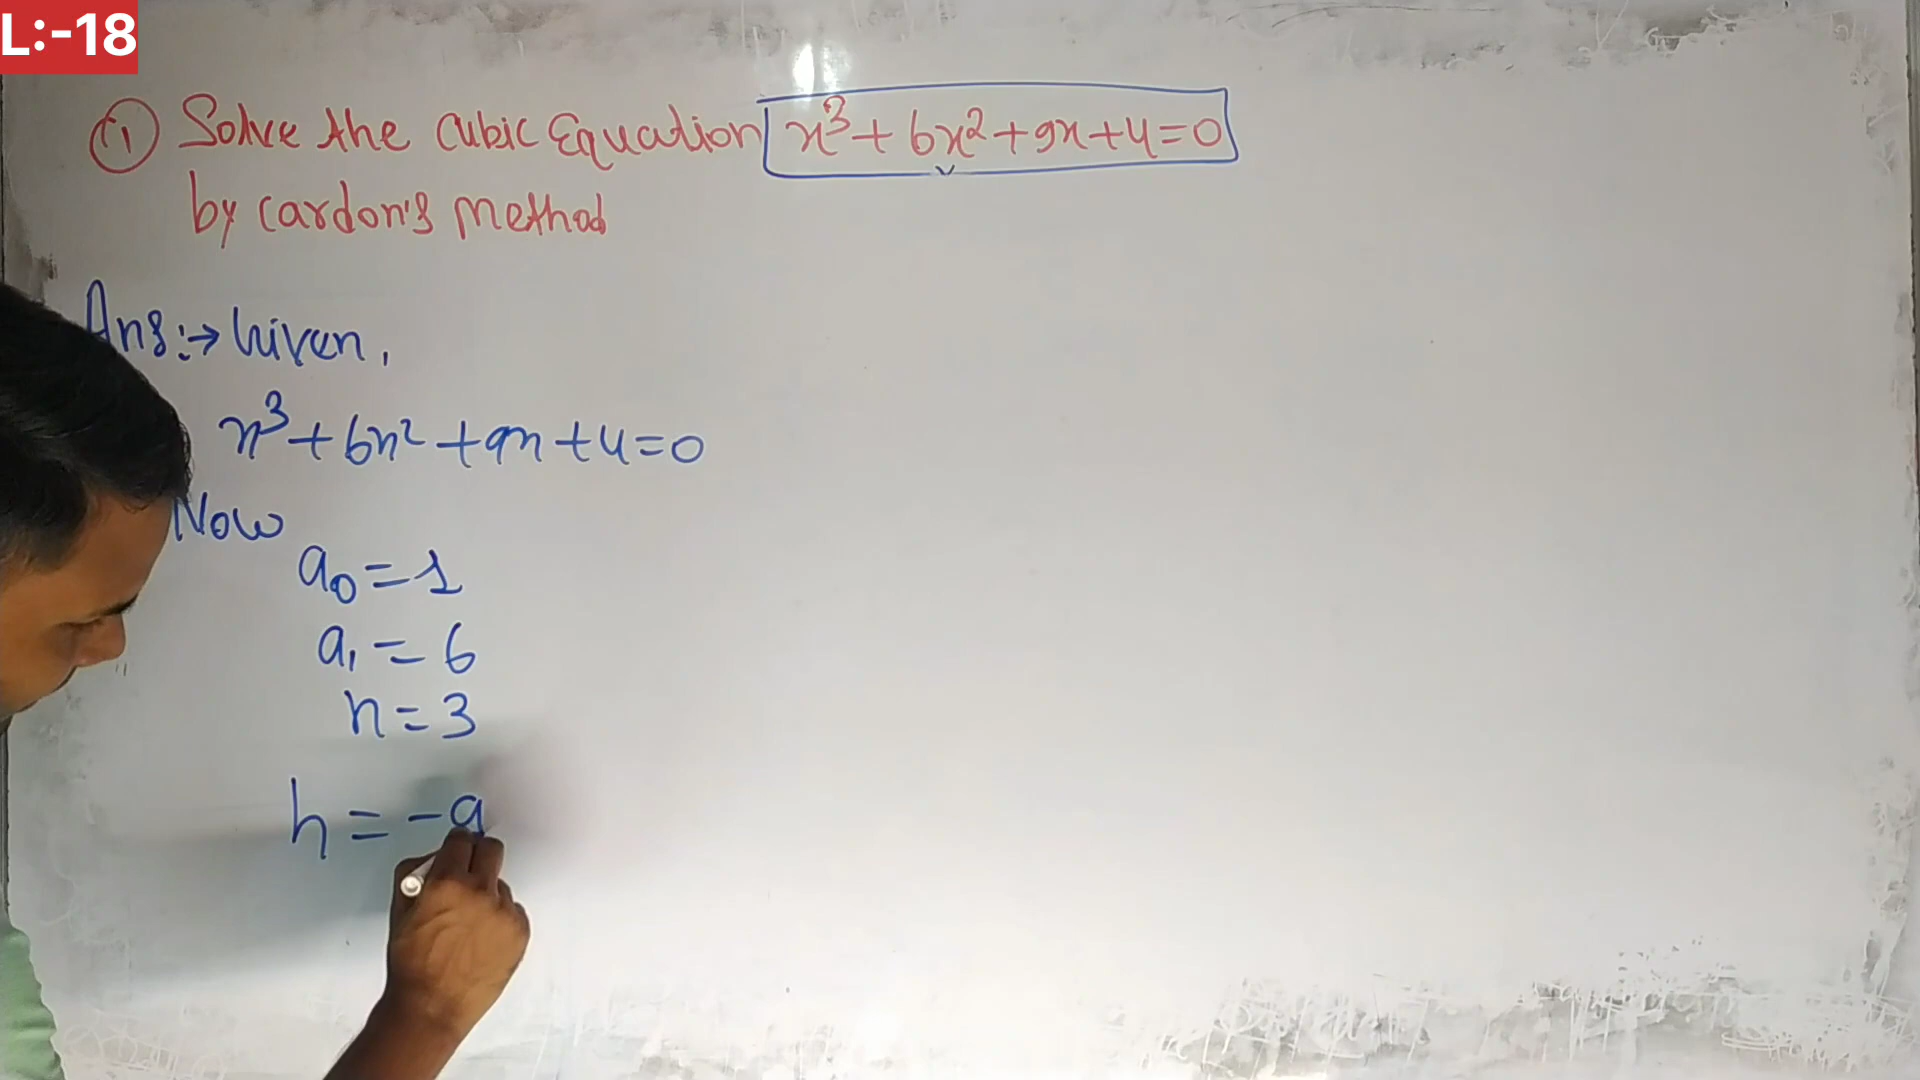 L:-18
① Solve the cubic Equation x³+6x²+9x+4=0
by cardon's method
Ans:→ Given,
x³+6x²+9x+4=0
Now
a₀=1
a₁=6
n=3
h=-a